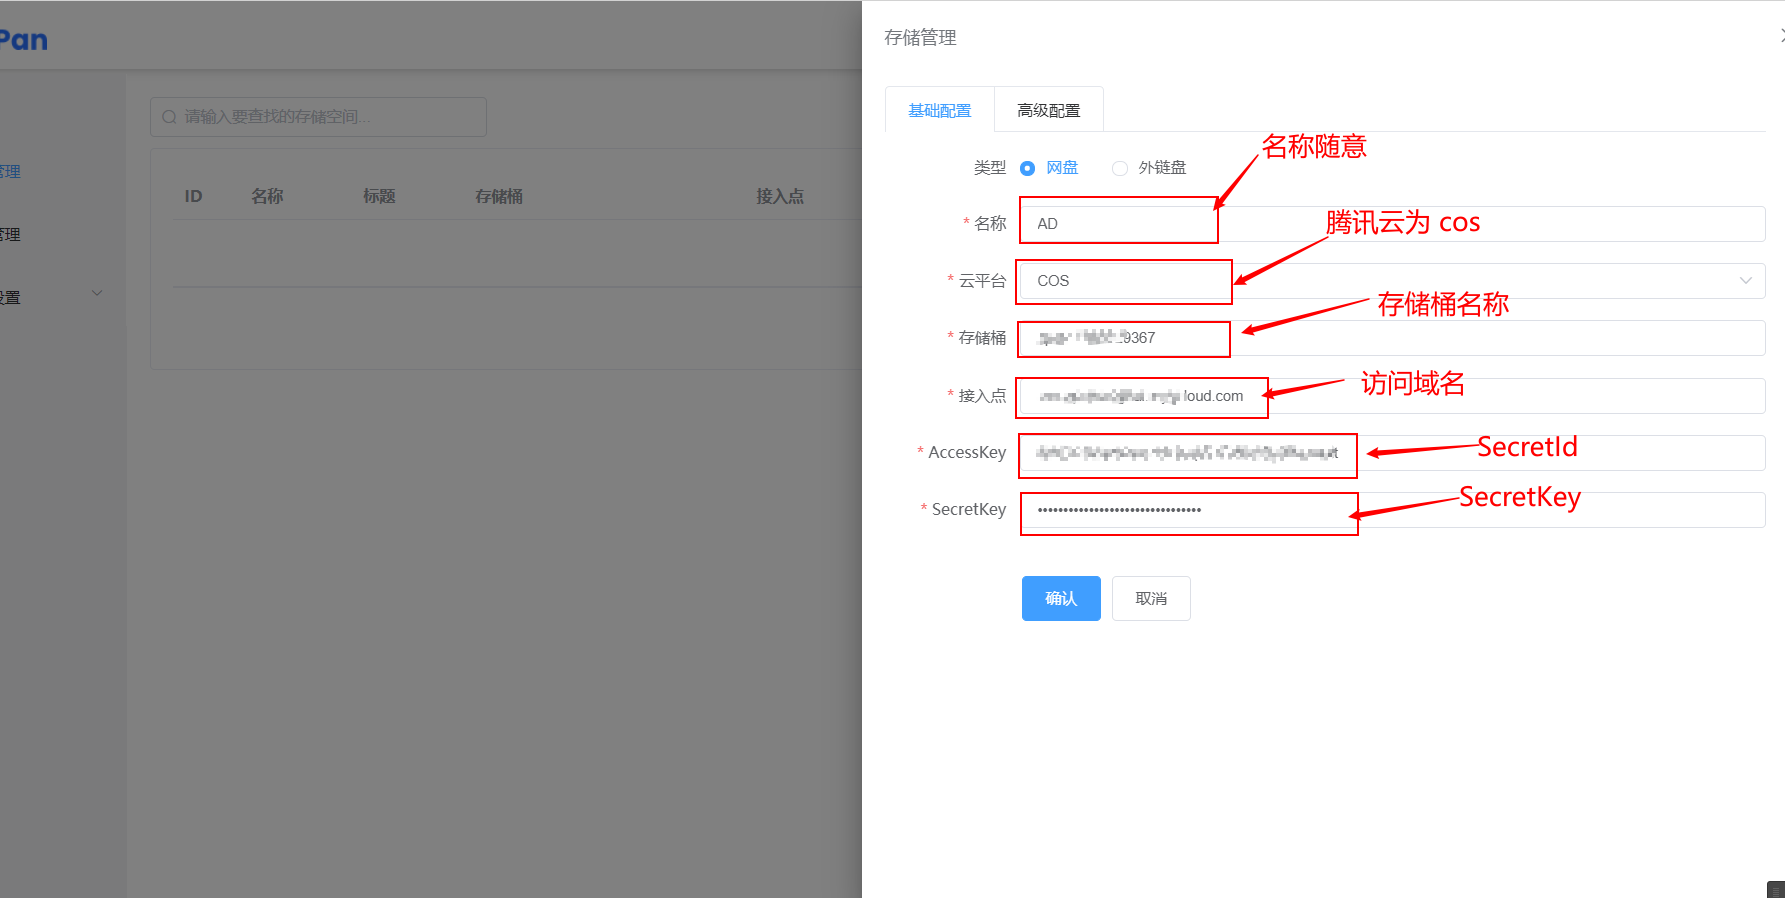 Pan
存储管理
请输入要查找的存储空间...
基础配置
高级配置
名称随意
管理
类型
网盘
外链盘
ID
名称
标题
存储桶
接入点
* 名称
AD
腾讯云为 cos
管理
* 云平台
COS
设置
存储桶名称
* 存储桶
9367
访问域名
* 接入点
loud.com
* AccessKey
SecretId
* SecretKey
••••••••••••••••••••••••••••••••
SecretKey
确认
取消